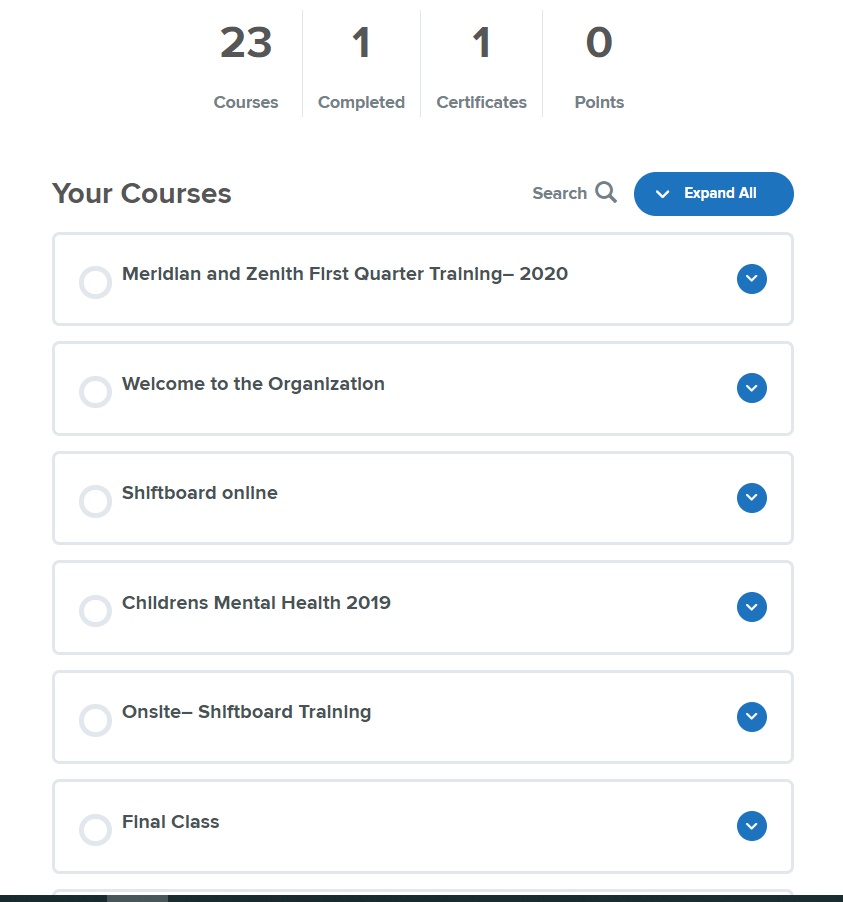 23 1 1 0
Courses Completed Certificates Points
Your Courses Search Expand All
Meridian and Zenith First Quarter Training– 2020
Welcome to the Organization
Shiftboard online
Childrens Mental Health 2019
Onsite– Shiftboard Training
Final Class